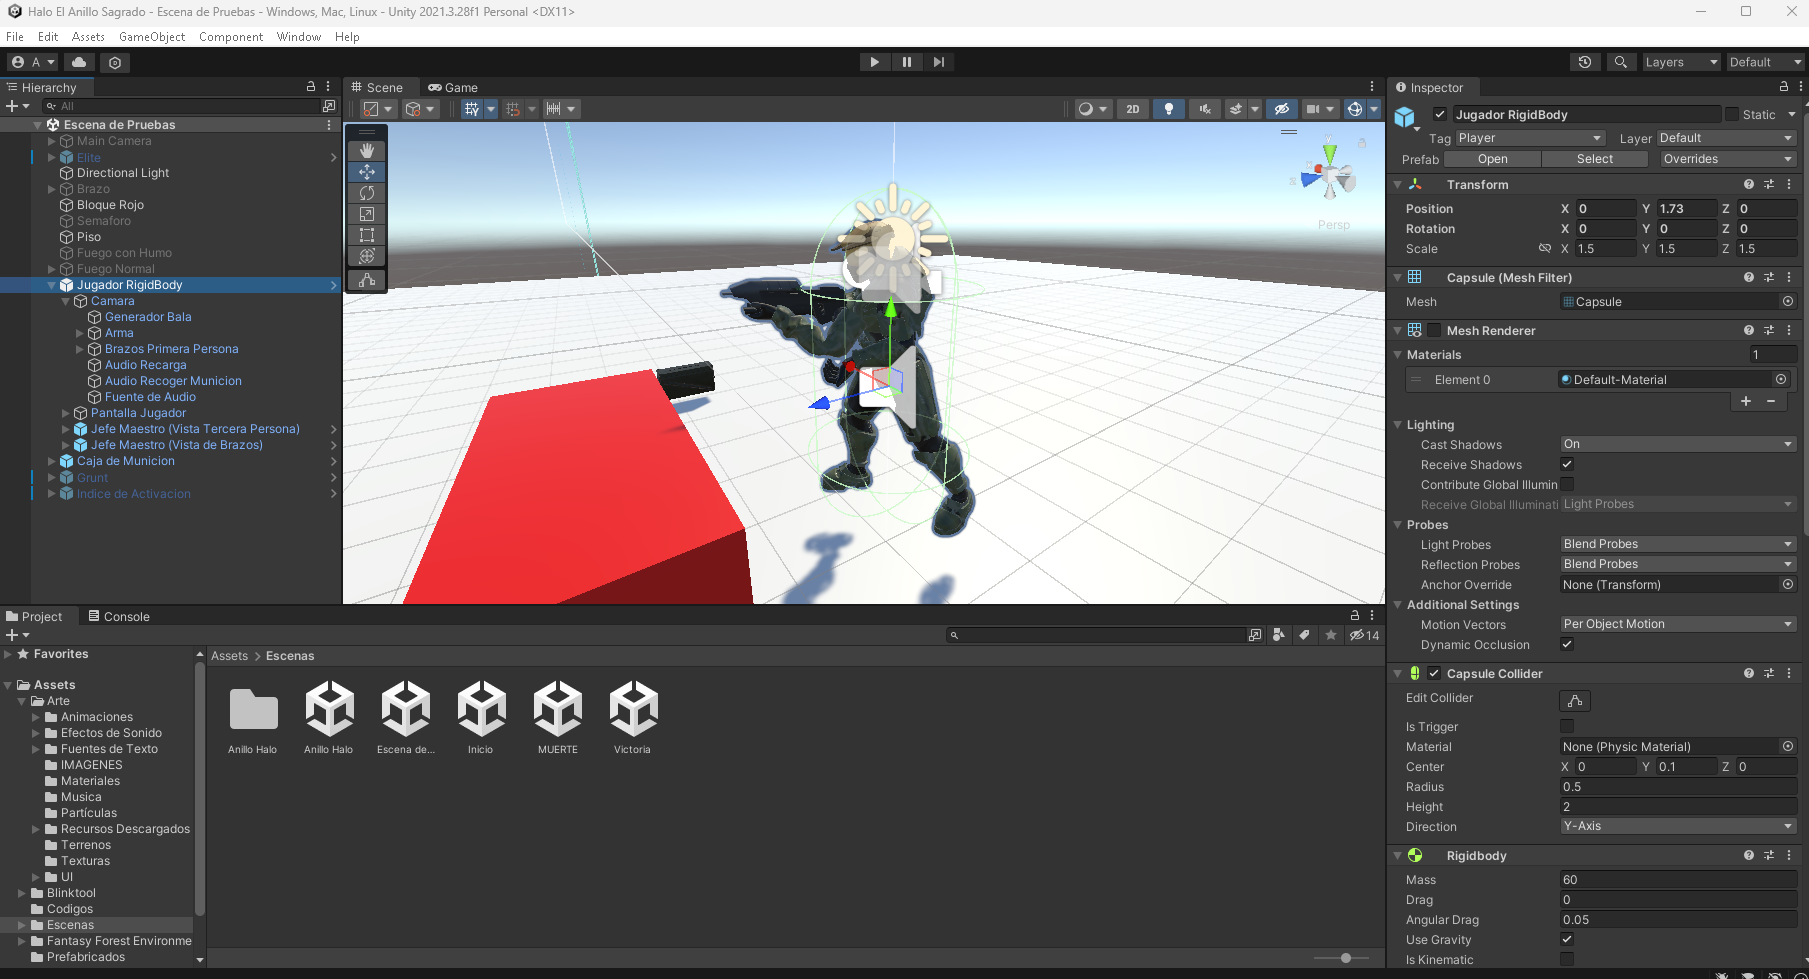 Halo El Anillo Sagrado - Escena de Pruebas - Windows, Mac, Linux - Unity 2021.3.28f1 Personal <DX11>
File Edit Assets GameObject Component Window Help
A
Layers
Default
Hierarchy
All
Escena de Pruebas
Main Camera
Elite
Directional Light
Brazo
Bloque Rojo
Semaforo
Piso
Fuego con Humo
Fuego Normal
Jugador RigidBody
Camara
Generador Bala
Arma
Brazos Primera Persona
Audio Recarga
Audio Recoger Municion
Fuente de Audio
Pantalla Jugador
Jefe Maestro (Vista Tercera Persona)
Jefe Maestro (Vista de Brazos)
Caja de Municion
Grunt
Indice de Activacion
Scene Game
2D
y
x
z
Persp
Inspector
Jugador RigidBody Static
Tag Player Layer Default
Prefab Open Select Overrides
Transform
Position X 0 Y 1.73 Z 0
Rotation X 0 Y 0 Z 0
Scale X 1.5 Y 1.5 Z 1.5
Capsule (Mesh Filter)
Mesh Capsule
Mesh Renderer
Materials 1
Element 0 Default-Material
+ −
Lighting
Cast Shadows On
Receive Shadows
Contribute Global Illumin
Receive Global Illuminati Light Probes
Probes
Light Probes Blend Probes
Reflection Probes Blend Probes
Anchor Override None (Transform)
Additional Settings
Motion Vectors Per Object Motion
Dynamic Occlusion
Capsule Collider
Edit Collider
Is Trigger
Material None (Physic Material)
Center X 0 Y 0.1 Z 0
Radius 0.5
Height 2
Direction Y-Axis
Rigidbody
Mass 60
Drag 0
Angular Drag 0.05
Use Gravity
Is Kinematic
Project Console
14
Favorites
Assets
Arte
Animaciones
Efectos de Sonido
Fuentes de Texto
IMAGENES
Materiales
Musica
Partículas
Recursos Descargados
Terrenos
Texturas
UI
Blinktool
Codigos
Escenas
Fantasy Forest Environme
Prefabricados
Assets > Escenas
Anillo Halo
Anillo Halo
Escena de...
Inicio
MUERTE
Victoria